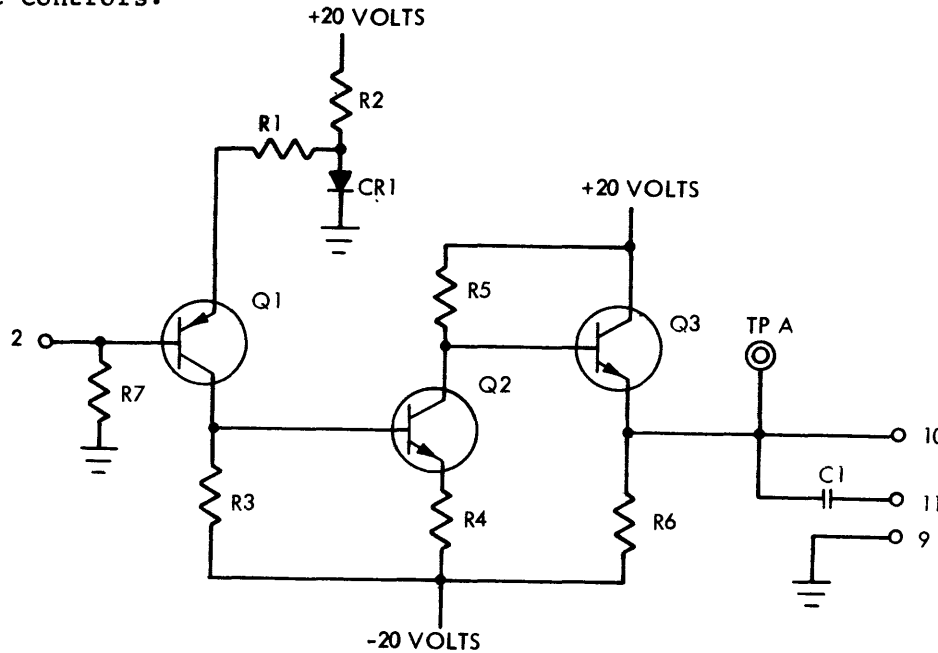 controls.
+20 VOLTS
R2
R1
CR1
+20 VOLTS
R5
Q1
Q3
TP A
2
R7
Q2
10
C1
11
R3
R4
R6
9
-20 VOLTS